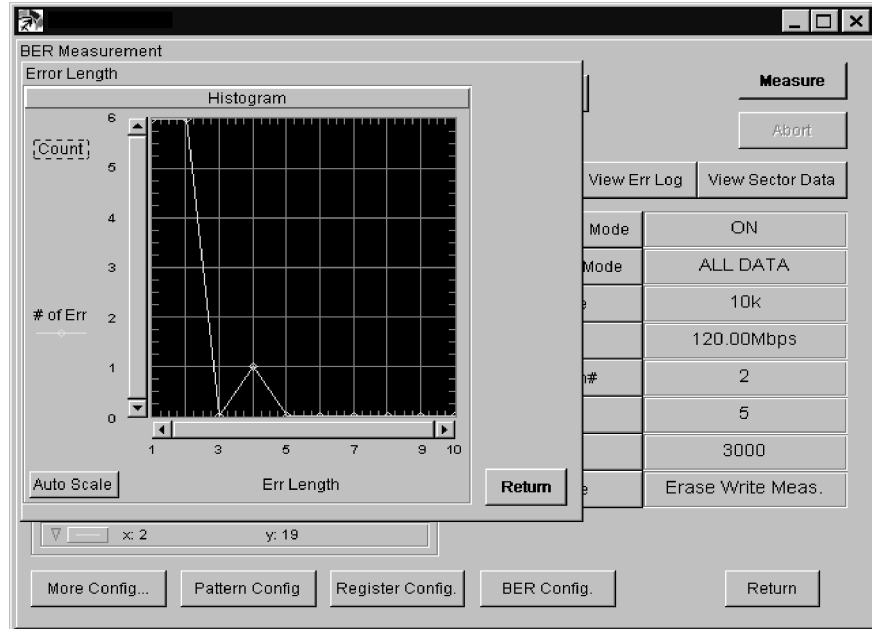 BER Measurement
Error Length
Measure
Histogram
6
Count
Abort
5
View Err Log
View Sector Data
4
Mode
ON
3
Mode
ALL DATA
10k
# of Err
2
120.00Mbps
1
#
2
0
5
1
3
5
7
9
10
3000
Auto Scale
Err Length
Return
Erase Write Meas.
x: 2
y: 19
More Config...
Pattern Config
Register Config.
BER Config.
Return